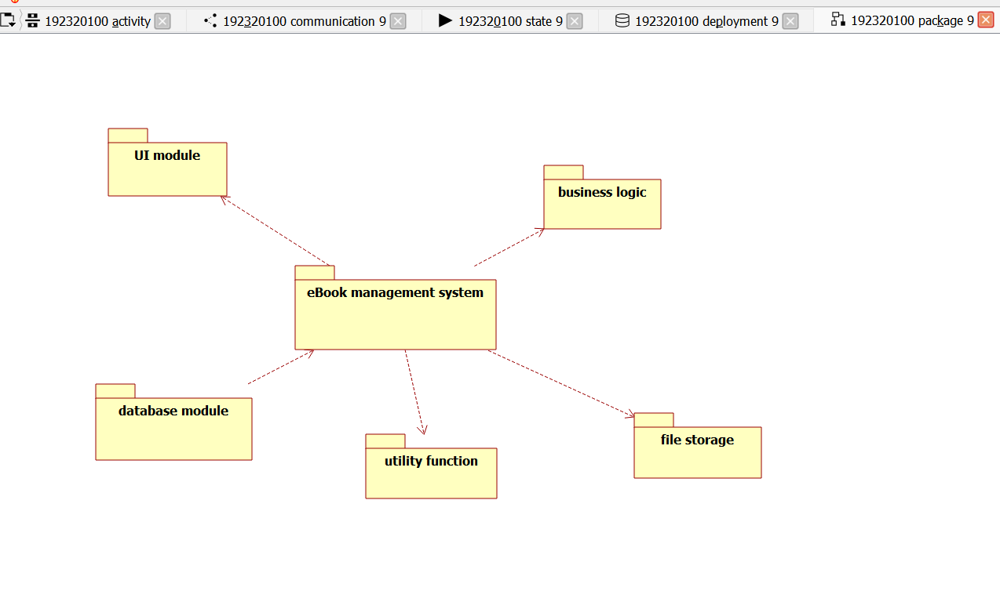 192320100 activity
192320100 communication 9
192320100 state 9
192320100 deployment 9
192320100 package 9
UI module
business logic
eBook management system
database module
utility function
file storage